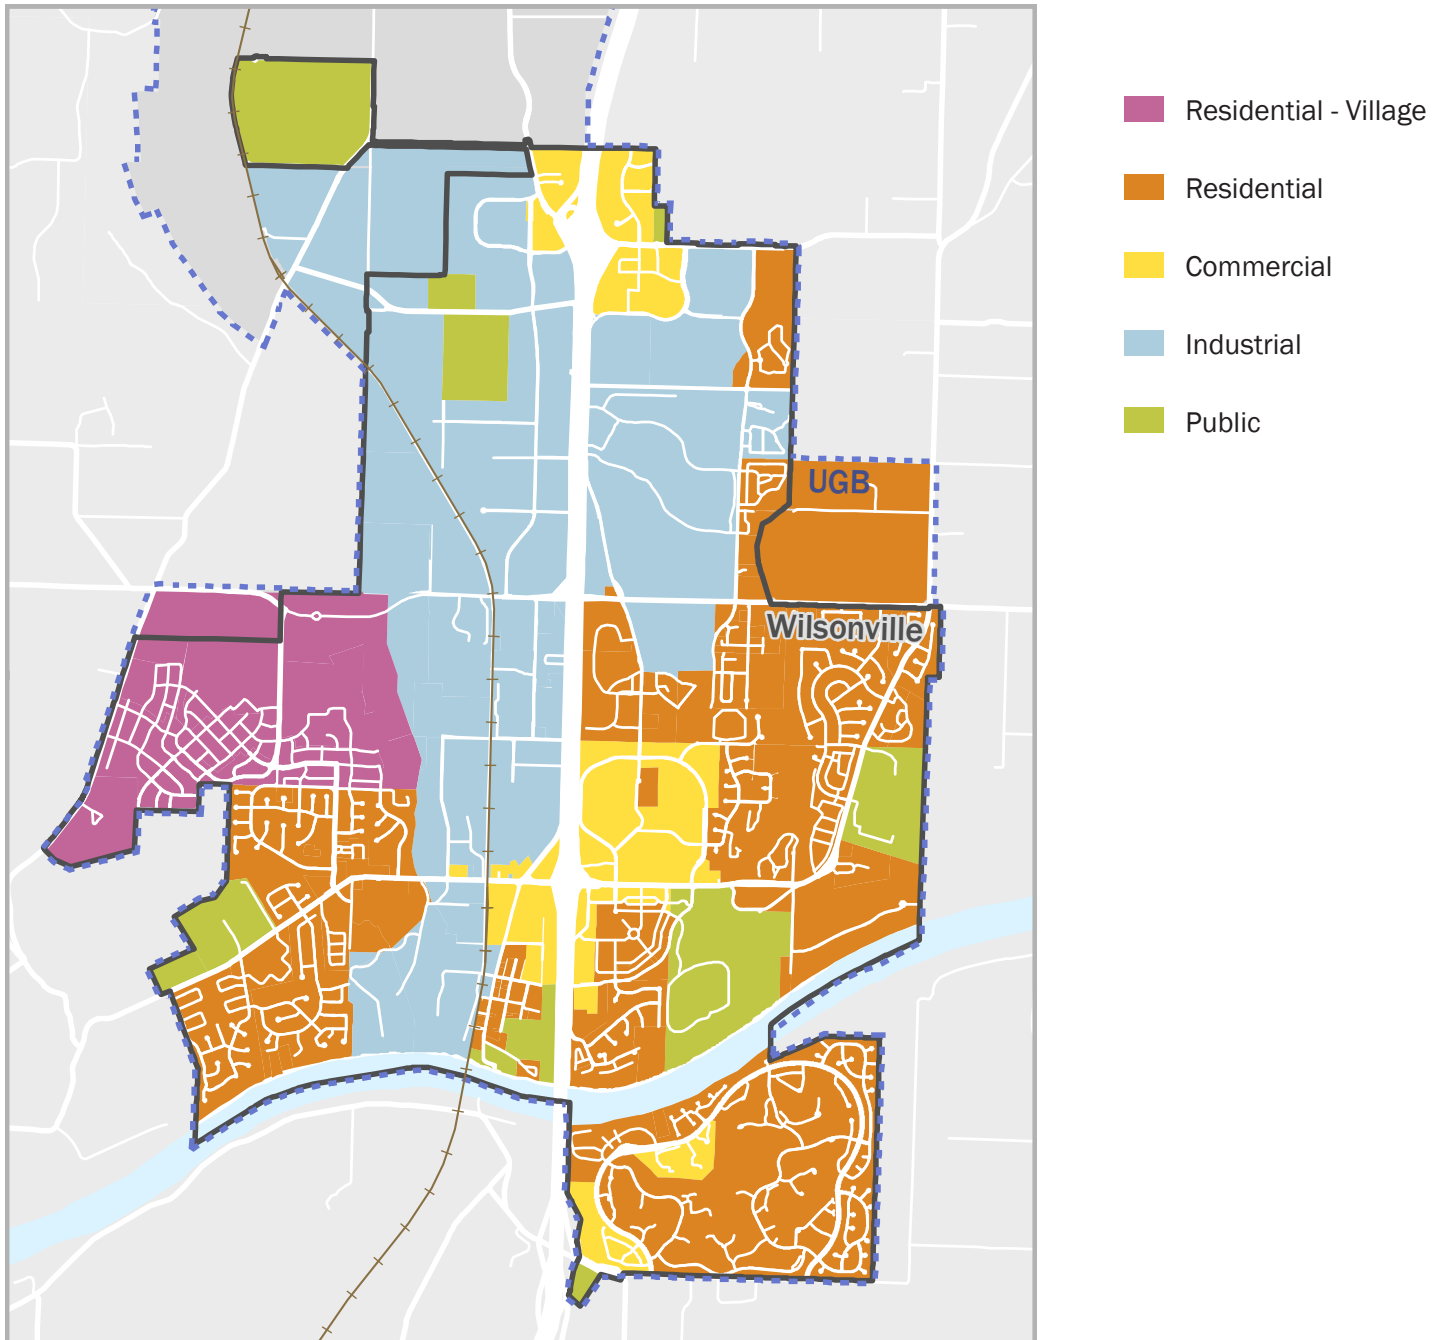 Residential - Village
Residential
Commercial
Industrial
Public
UGB
Wilsonville